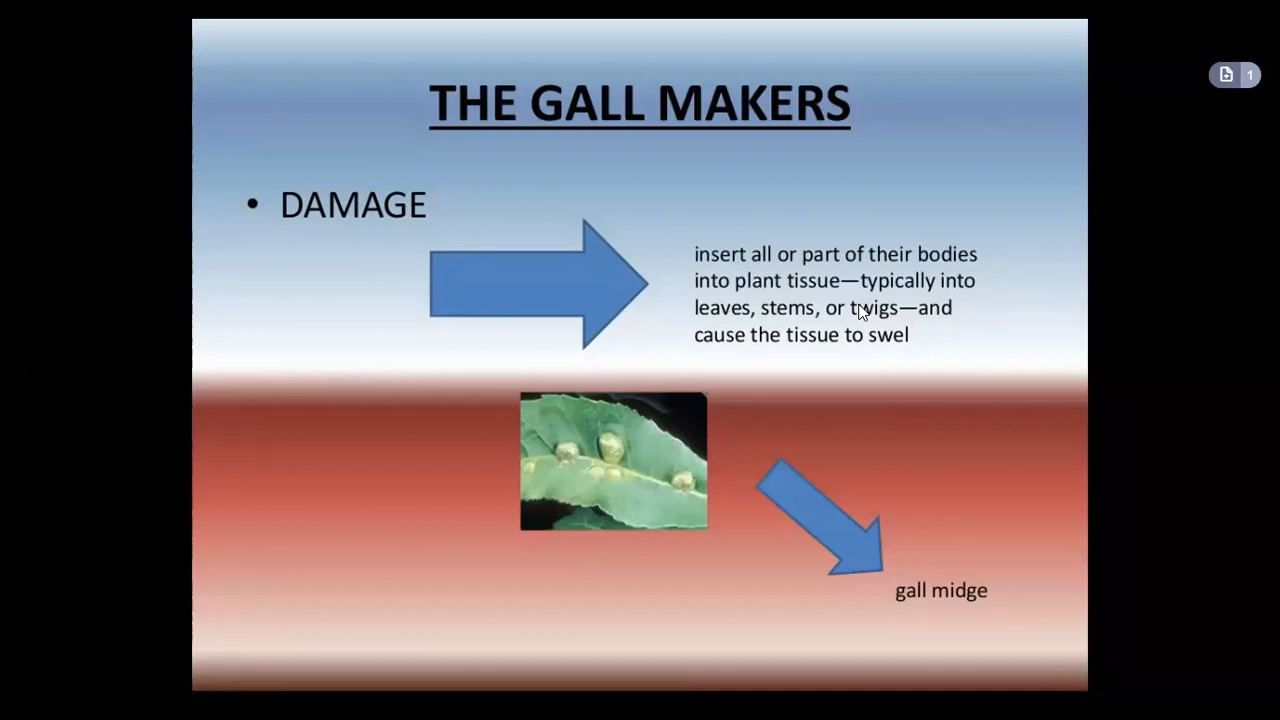 THE GALL MAKERS
• DAMAGE
insert all or part of their bodies
into plant tissue—typically into
leaves, stems, or twigs—and
cause the tissue to swel
gall midge
1